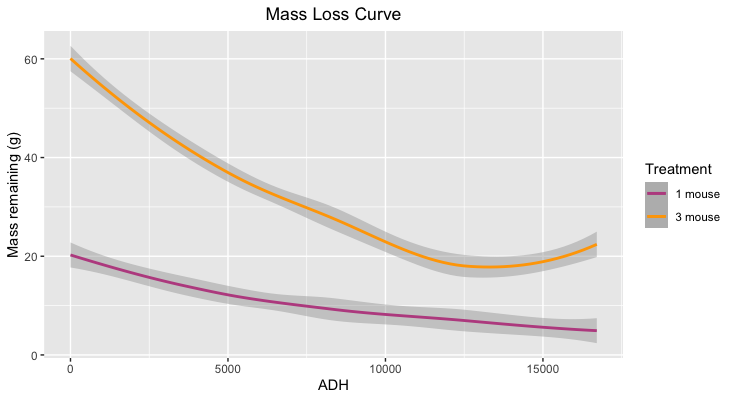 Mass Loss Curve
Mass remaining (g)
60
40
20
0
0 5000 10000 15000
ADH
Treatment
1 mouse
3 mouse